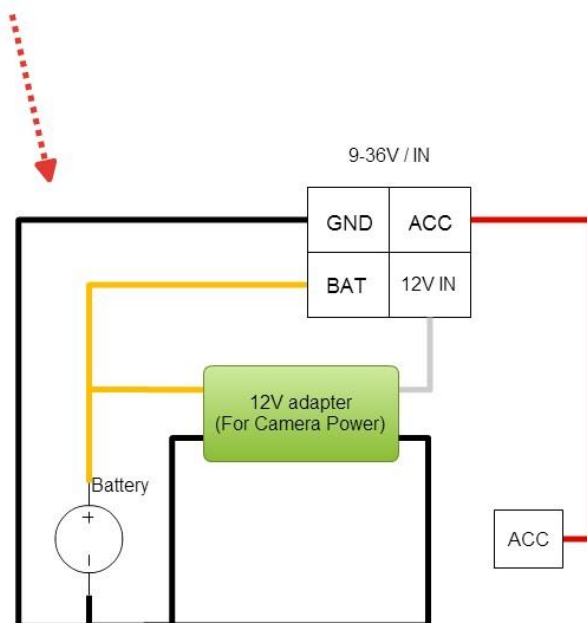 9-36V / IN
GND
ACC
BAT
12V IN
12V adapter
(For Camera Power)
Battery
+
ACC